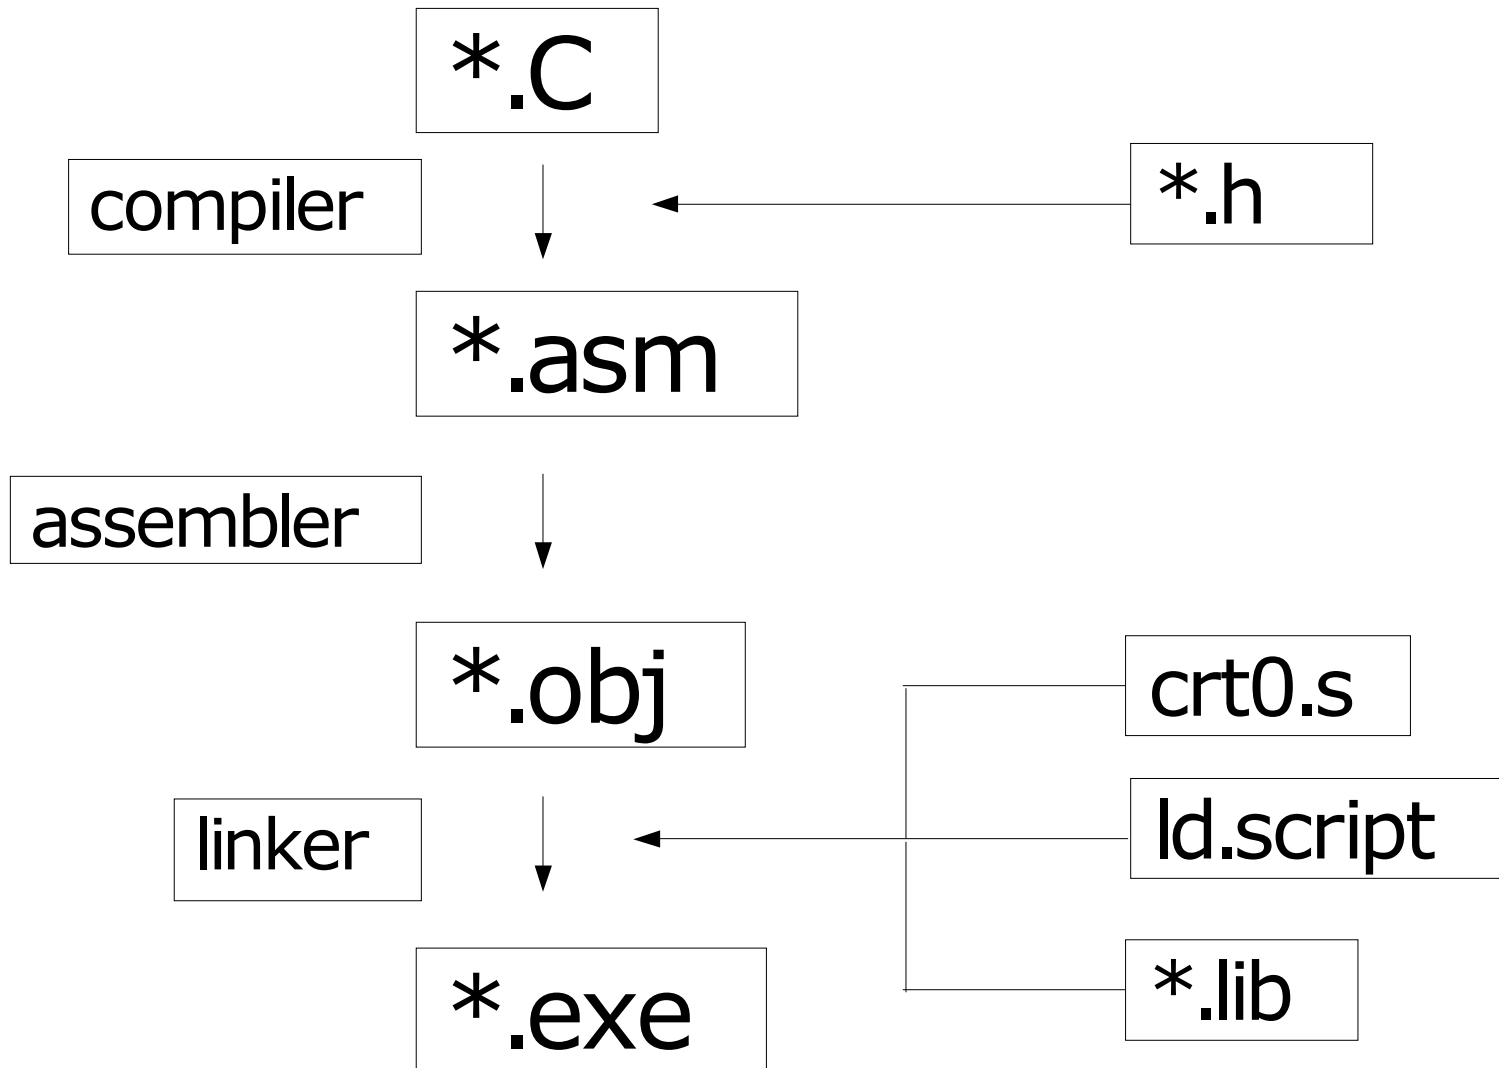 *.C
compiler
*.h
*.asm
assembler
*.obj
crt0.s
linker
ld.script
*.exe
*.lib